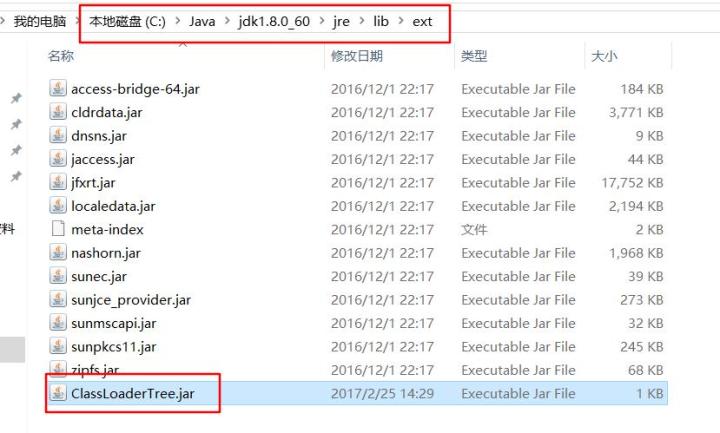 我的电脑 > 本地磁盘 (C:) > Java > jdk1.8.0_60 > jre > lib > ext
名称 修改日期 类型 大小
access-bridge-64.jar 2016/12/1 22:17 Executable Jar File 184 KB
cldrdata.jar 2016/12/1 22:17 Executable Jar File 3,771 KB
dnsns.jar 2016/12/1 22:17 Executable Jar File 9 KB
jaccess.jar 2016/12/1 22:17 Executable Jar File 44 KB
jfxrt.jar 2016/12/1 22:17 Executable Jar File 17,752 KB
localedata.jar 2016/12/1 22:17 Executable Jar File 2,194 KB
meta-index 2016/12/1 22:17 文件 2 KB
nashorn.jar 2016/12/1 22:17 Executable Jar File 1,968 KB
sunec.jar 2016/12/1 22:17 Executable Jar File 39 KB
sunjce_provider.jar 2016/12/1 22:17 Executable Jar File 273 KB
sunmscapi.jar 2016/12/1 22:17 Executable Jar File 32 KB
sunpkcs11.jar 2016/12/1 22:17 Executable Jar File 245 KB
zipfs.jar 2016/12/1 22:17 Executable Jar File 68 KB
ClassLoaderTree.jar 2017/2/25 14:29 Executable Jar File 1 KB